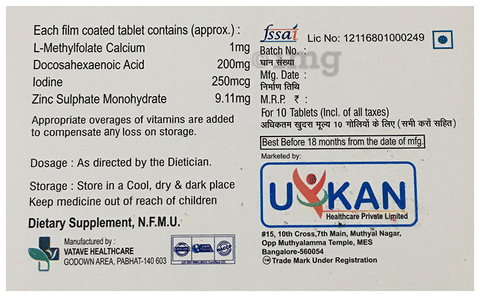 Each film coated tablet contains (approx.) :
L-Methylfolate Calcium 1mg
Docosahexaenoic Acid 200mg
Iodine 250mcg
Zinc Sulphate Monohydrate 9.11mg
Appropriate overages of vitamins are added
to compensate any loss on storage.
Dosage : As directed by the Dietician.
Storage : Store in a Cool, dry & dark place
Keep medicine out of reach of children
Dietary Supplement, N.F.M.U.
Manufactured by :
VATAVE HEALTHCARE
GODOWN AREA, PABHAT-140 603
fssai Lic No: 12116801000249
Batch No. :
घान संख्या
Mfg. Date :
निर्माण तिथि
M.R.P. ₹ :
For 10 Tablets (Incl. of all taxes)
अधिकतम खुदरा मूल्य 10 गोलियों के लिए (सभी करों सहित)
Best Before 18 months from the date of mfg.
Marketed by:
UYKAN
Healthcare Private Limited
#15, 10th Cross,7th Main, Muthyal Nagar,
Opp Muthyalamma Temple, MES
Bangalore-560054
Trade Mark Under Registration